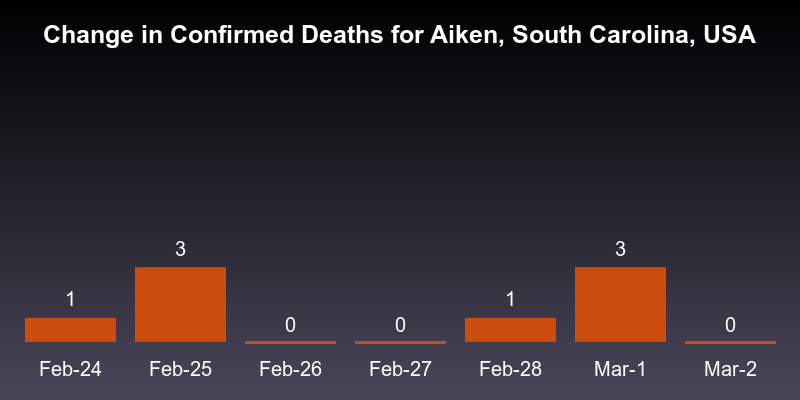 Change in Confirmed Deaths for Aiken, South Carolina, USA
1 3 0 0 1 3 0
Feb-24 Feb-25 Feb-26 Feb-27 Feb-28 Mar-1 Mar-2